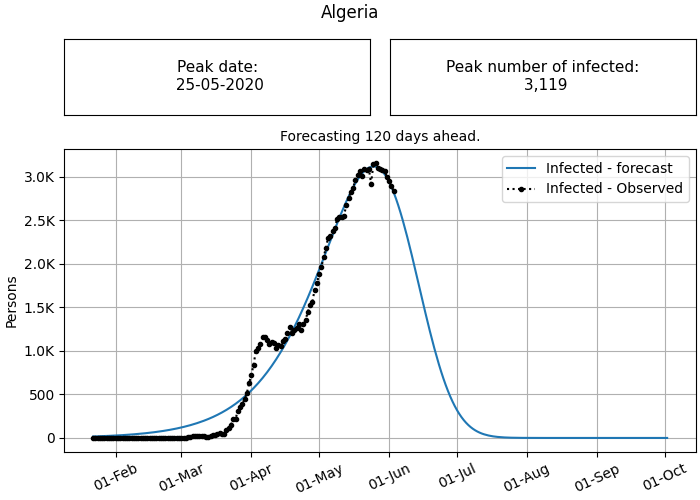 Algeria
Peak date:
25-05-2020
Peak number of infected:
3,119
Forecasting 120 days ahead.
Infected - forecast
Infected - Observed
Persons
3.0K
2.5K
2.0K
1.5K
1.0K
500
0
01-Feb
01-Mar
01-Apr
01-May
01-Jun
01-Jul
01-Aug
01-Sep
01-Oct